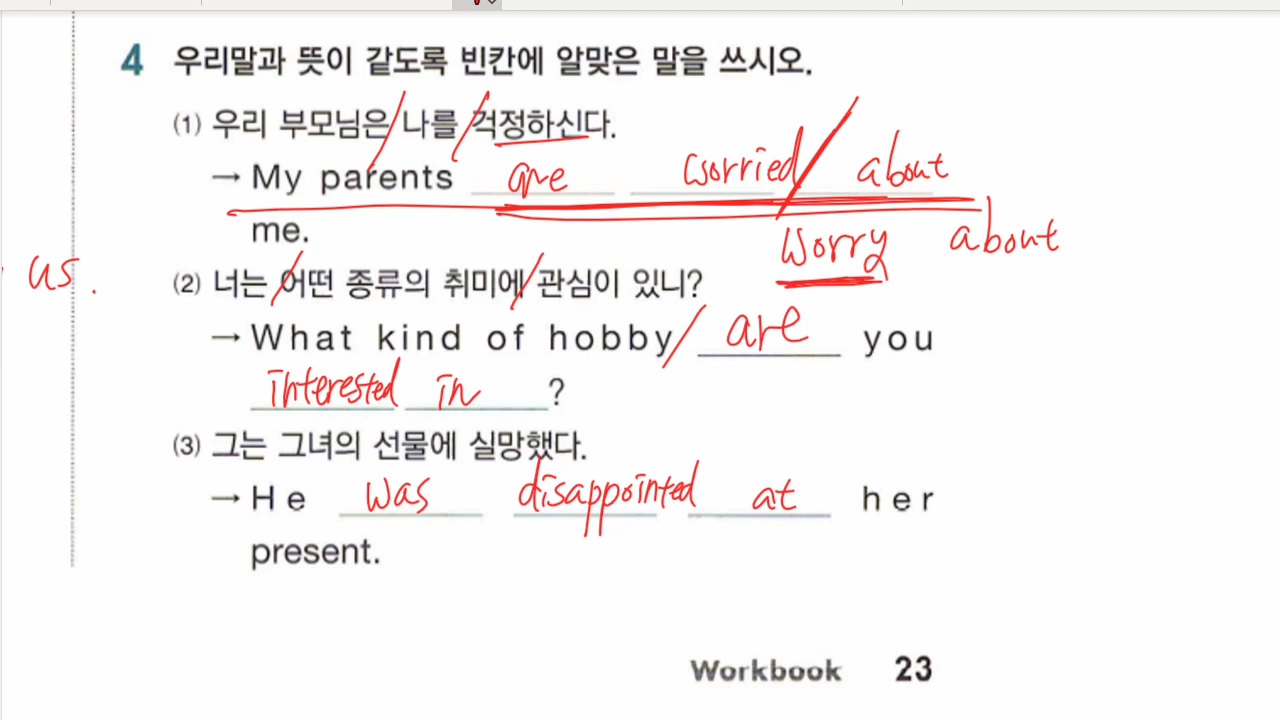 4 우리말과 뜻이 같도록 빈칸에 알맞은 말을 쓰시오.
(1) 우리 부모님은 / 나를 / 걱정하신다.
→ My parents are worried / about
me.
worry about
us.
(2) 너는 / 어떤 종류의 취미에 / 관심이 있니?
→ What kind of hobby / are you
interested in ?
(3) 그는 그녀의 선물에 실망했다.
→ He was disappointed at her
present.
Workbook 23